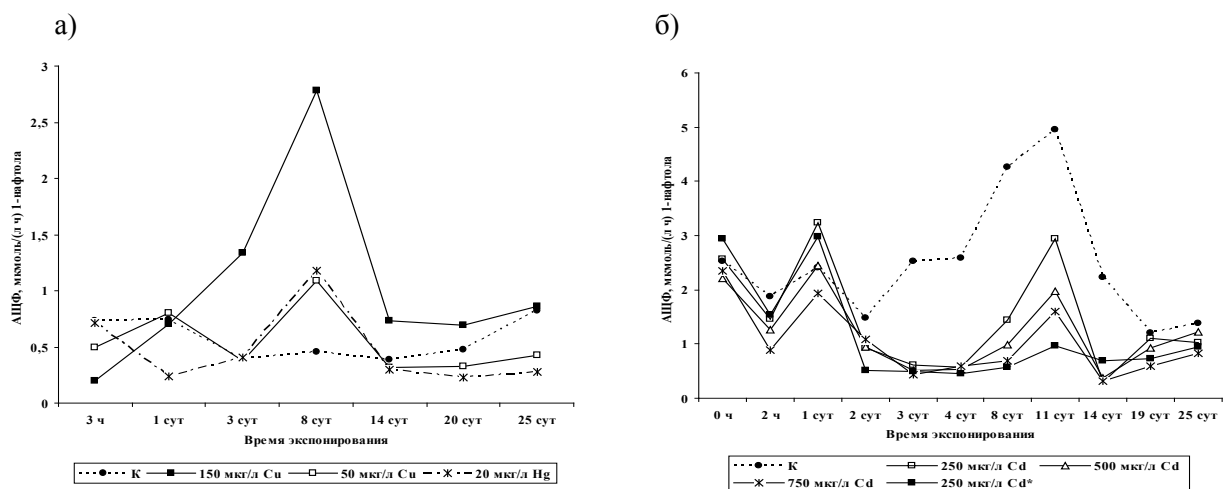 а)
АЩФ, мкмоль/(л ч) 1-нафтола
3
2,5
2
1,5
1
0,5
0
3 ч 1 сут 3 сут 8 сут 14 сут 20 сут 25 сут
Время экспонирования
К 150 мкг/л Cu 50 мкг/л Cu 20 мкг/л Hg
б)
АЩФ, мкмоль/(л ч) 1-нафтола
6
5
4
3
2
1
0
0 ч 2 ч 1 сут 2 сут 3 сут 4 сут 8 сут 11 сут 14 сут 19 сут 25 сут
Время экспонирования
К 250 мкг/л Cd 500 мкг/л Cd
750 мкг/л Cd 250 мкг/л Cd*